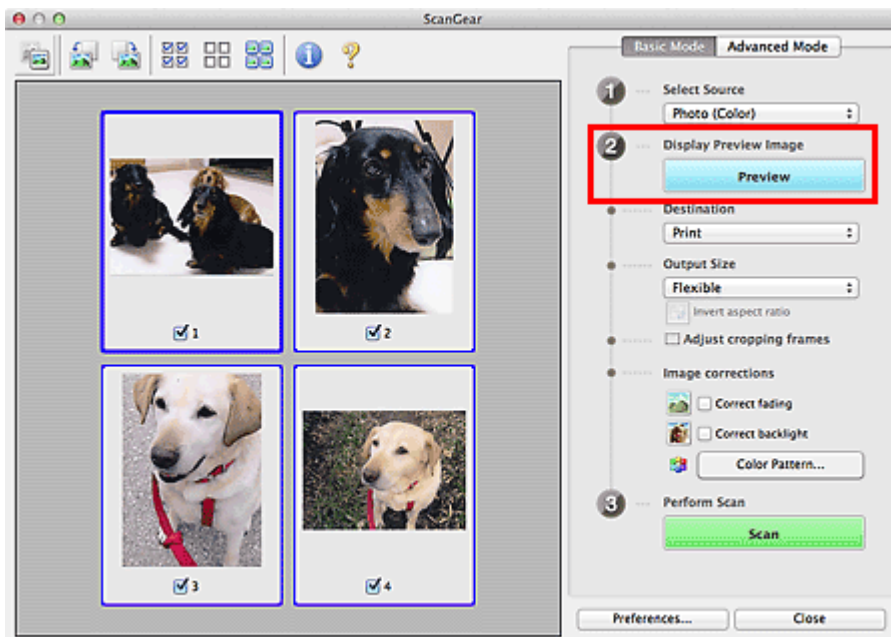 ScanGear
Basic Mode Advanced Mode
1 Select Source
Photo (Color)
2 Display Preview Image
Preview
Destination
Print
Output Size
Flexible
Invert aspect ratio
Adjust cropping frames
Image corrections
Correct fading
Correct backlight
Color Pattern...
3 Perform Scan
Scan
Preferences... Close
1 2
3 4